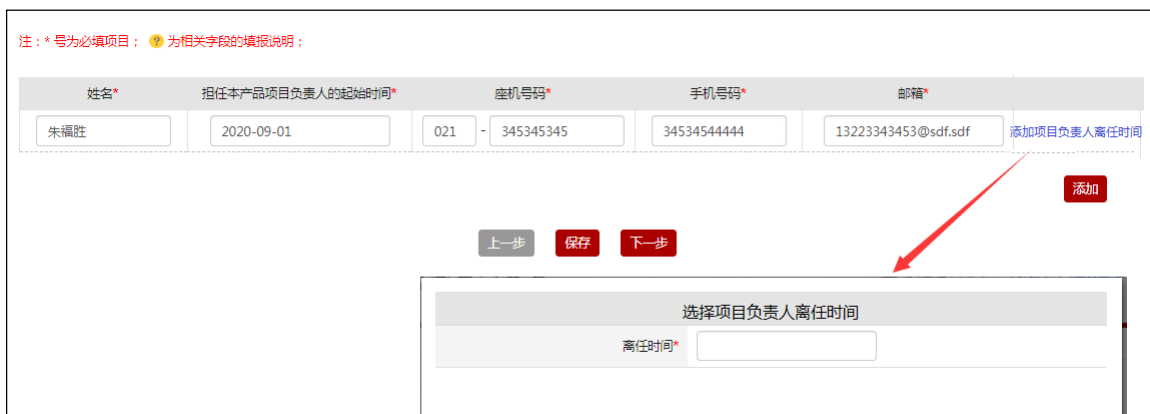 注：* 号为必填项目； ? 为相关字段的填报说明；
姓名* 担任本产品项目负责人的起始时间* 座机号码* 手机号码* 邮箱*
朱福胜 2020-09-01 021 - 345345345 34534544444 13223343453@sdf.sdf 添加项目负责人离任时间
添加
上一步 保存 下一步
选择项目负责人离任时间
离任时间*